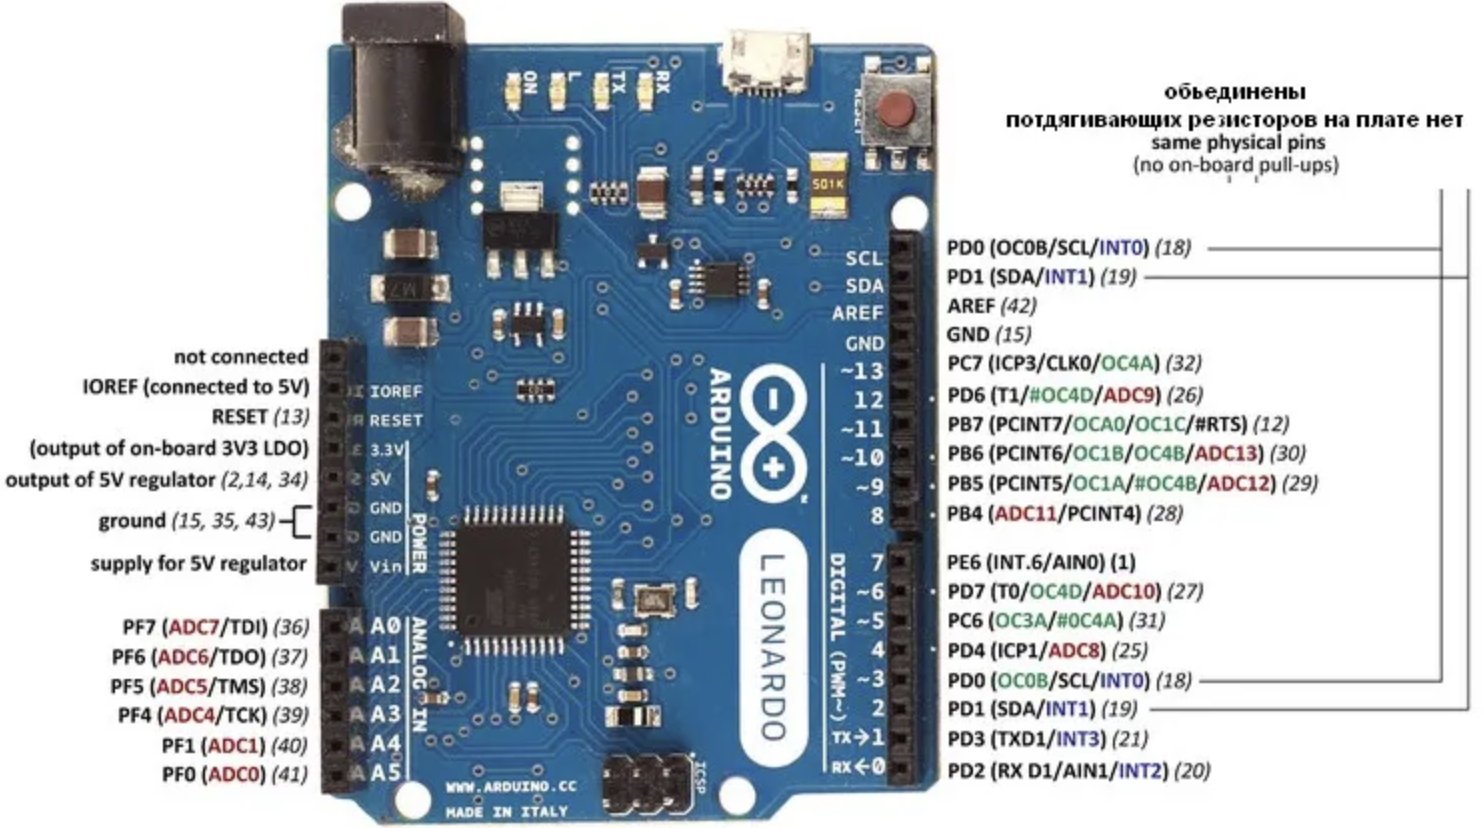 обьединены
потдягивающих резисторов на плате нет
same physical pins
(no on-board pull-ups)
ON
L
TX
RX
RESET
501K
M7
not connected
IOREF (connected to 5V)
RESET (13)
(output of on-board 3V3 LDO)
output of 5V regulator (2,14, 34)
ground (15, 35, 43)
supply for 5V regulator
PF7 (ADC7/TDI) (36)
PF6 (ADC6/TDO) (37)
PF5 (ADC5/TMS) (38)
PF4 (ADC4/TCK) (39)
PF1 (ADC1) (40)
PF0 (ADC0) (41)
IOREF
RESET
3.3V
5V
GND
GND
Vin
POWER
A A0
A A1
A A2
A A3
A A4
A A5
ANALOG IN
WWW.ARDUINO.CC
MADE IN ITALY
ICSP
ARDUINO
LEONARDO
DIGITAL (PWM~)
SCL
SDA
AREF
GND
~13
12
~11
~10
~9
8
7
~6
~5
4
~3
2
TX→1
RX←0
PD0 (OC0B/SCL/INT0) (18)
PD1 (SDA/INT1) (19)
AREF (42)
GND (15)
PC7 (ICP3/CLK0/OC4A) (32)
PD6 (T1/#OC4D/ADC9) (26)
PB7 (PCINT7/OCA0/OC1C/#RTS) (12)
PB6 (PCINT6/OC1B/OC4B/ADC13) (30)
PB5 (PCINT5/OC1A/#OC4B/ADC12) (29)
PB4 (ADC11/PCINT4) (28)
PE6 (INT.6/AIN0) (1)
PD7 (T0/OC4D/ADC10) (27)
PC6 (OC3A/#0C4A) (31)
PD4 (ICP1/ADC8) (25)
PD0 (OC0B/SCL/INT0) (18)
PD1 (SDA/INT1) (19)
PD3 (TXD1/INT3) (21)
PD2 (RX D1/AIN1/INT2) (20)